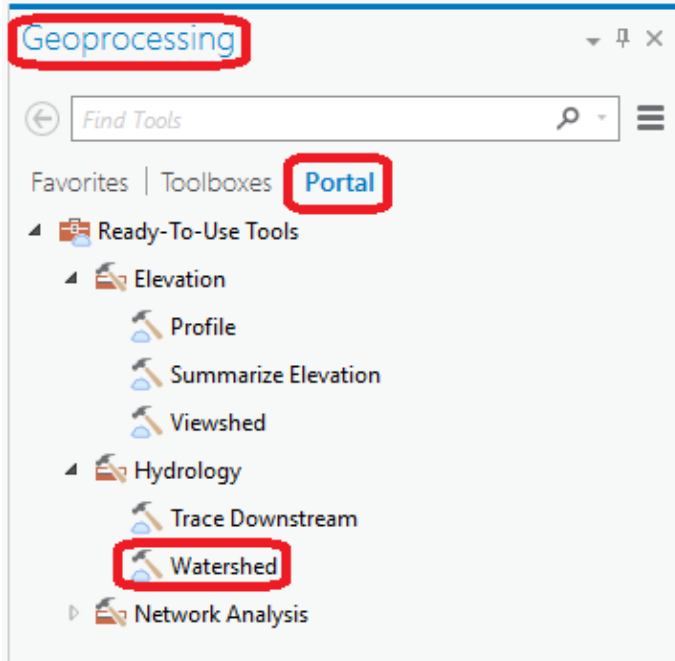 Geoprocessing
Find Tools
Favorites | Toolboxes Portal
Ready-To-Use Tools
Elevation
Profile
Summarize Elevation
Viewshed
Hydrology
Trace Downstream
Watershed
Network Analysis